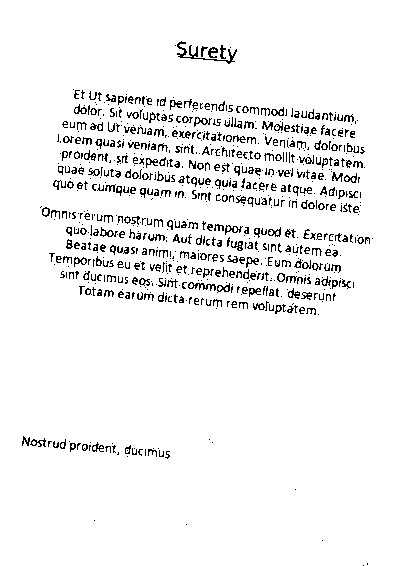 Surety
Et Ut sapiente id perferendis commodi laudantium,
dolor. Sit voluptas corporis ullam. Molestiae facere
eum ad Ut veniam, exercitationem. Veniam, doloribus
Lorem quasi veniam, sint. Architecto mollit voluptatem.
proident, sit expedita. Non est quae in vel vitae. Modi
quae soluta doloribus atque quia facere atque. Adipisci
quo et cumque quam in. Sint consequatur in dolore iste
Omnis rerum nostrum quam tempora quod et. Exercitation
quo labore harum. Aut dicta fugiat sint autem ea.
Beatae quasi animi, maiores saepe. Eum dolorum
Temporibus eu et velit et reprehenderit. Omnis adipisci
sint ducimus eos. Sint commodi repellat. deserunt
Totam earum dicta rerum rem voluptatem.
Nostrud proident, ducimus